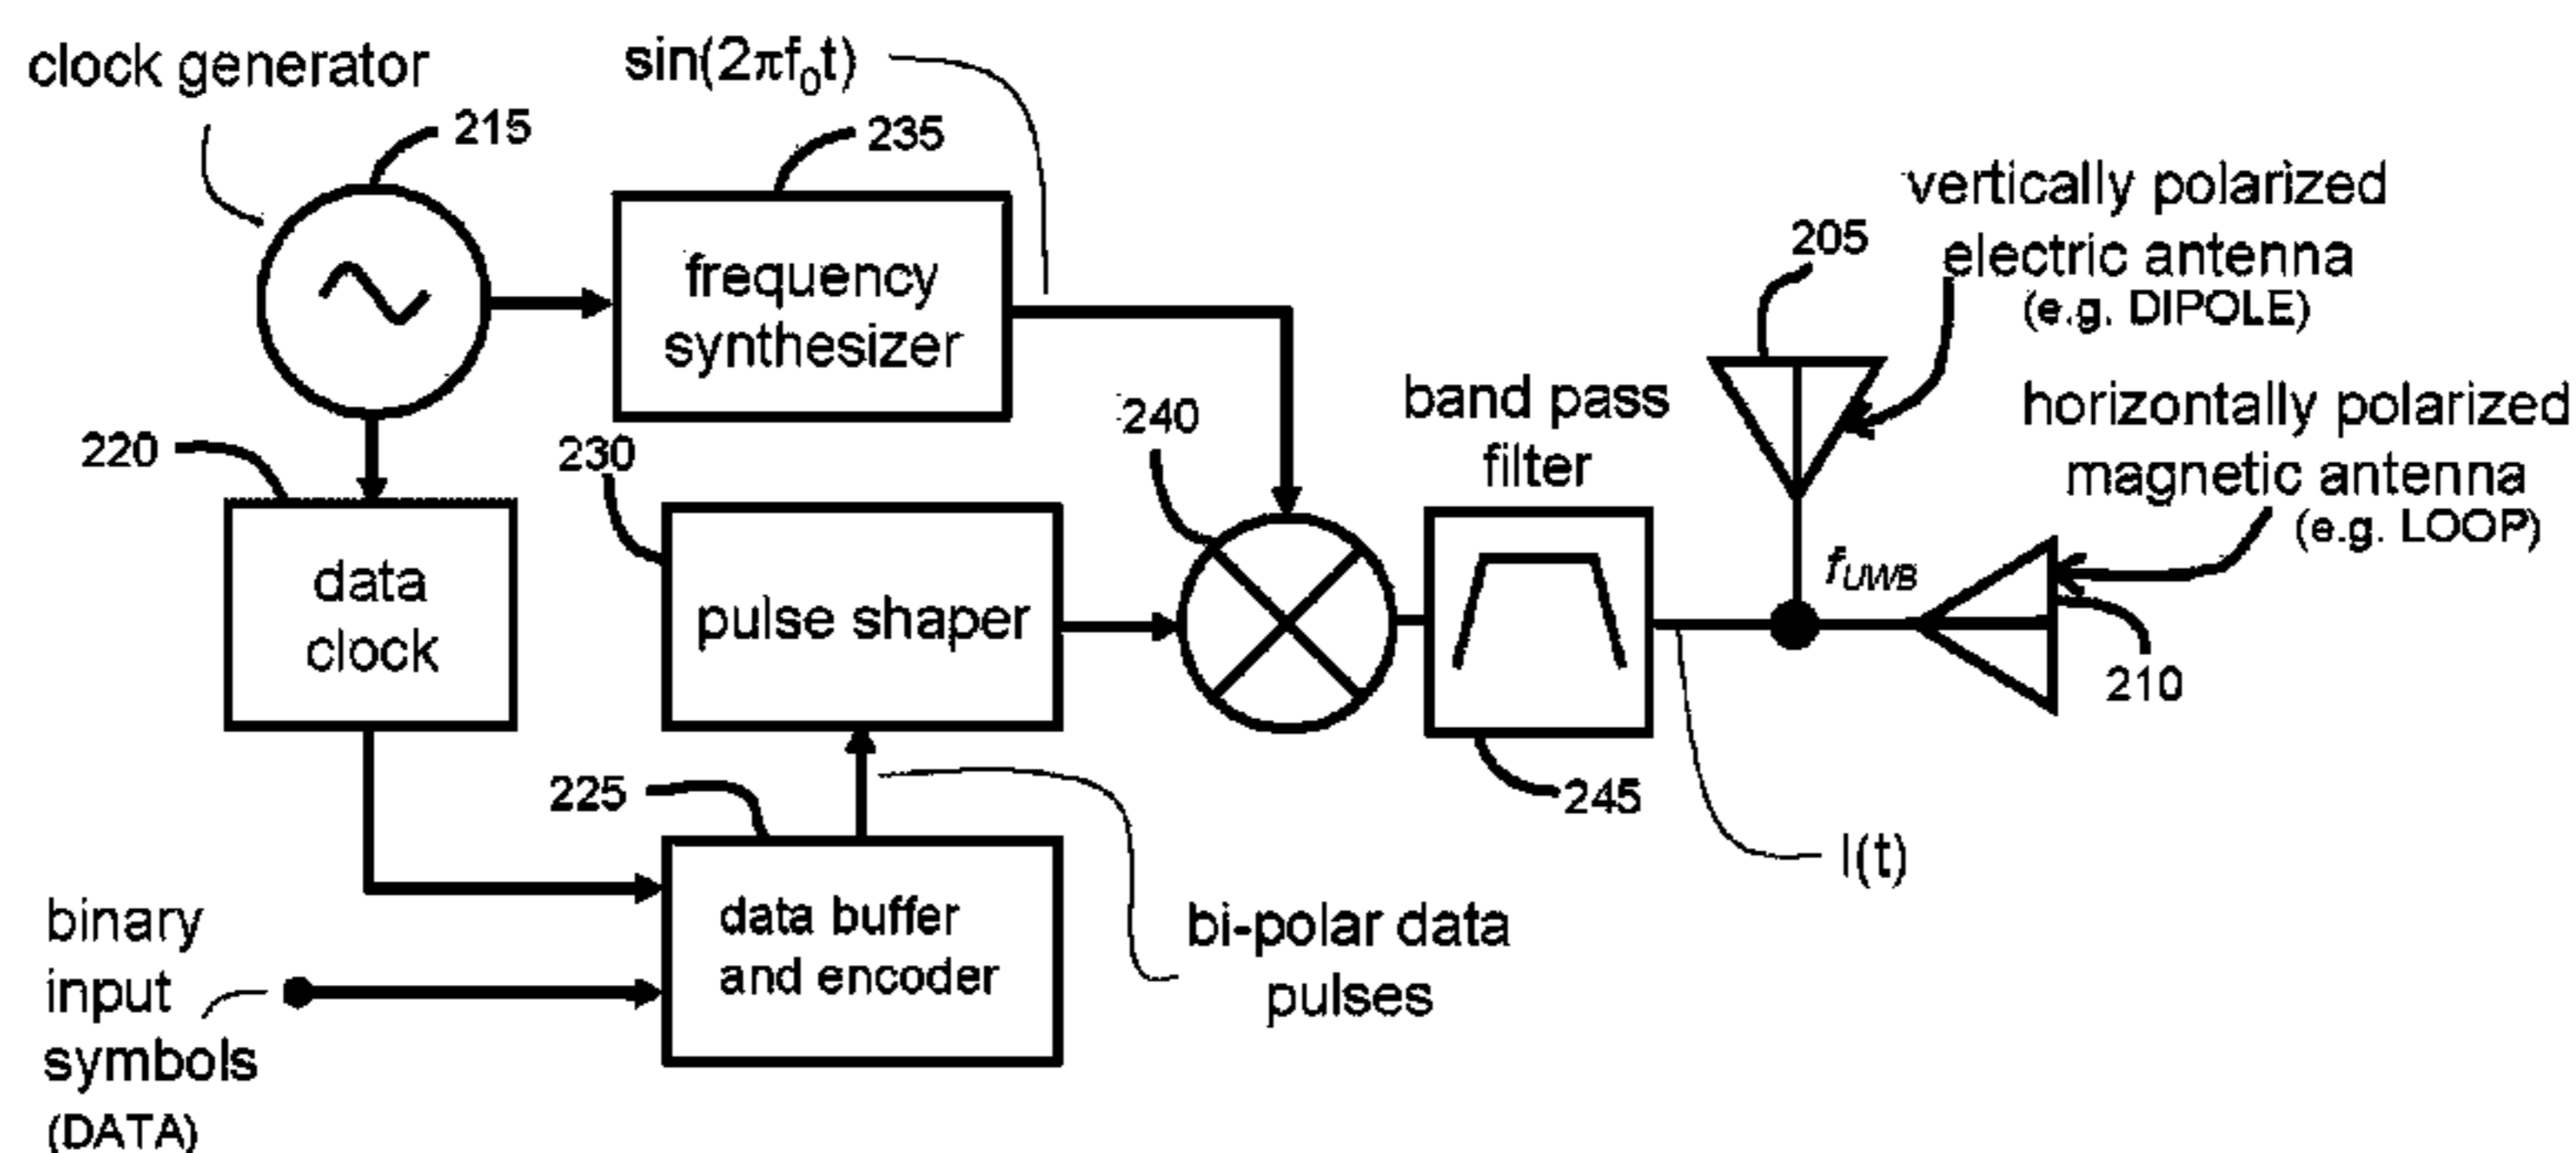 clock generator
215
sin(2πf₀t)
235
frequency
synthesizer
vertically polarized
electric antenna
(e.g. DIPOLE)
205
horizontally polarized
magnetic antenna
(e.g. LOOP)
210
220
data
clock
230
pulse shaper
240
band pass
filter
245
fUWB
I(t)
225
data buffer
and encoder
bi-polar data
pulses
binary
input
symbols
(DATA)